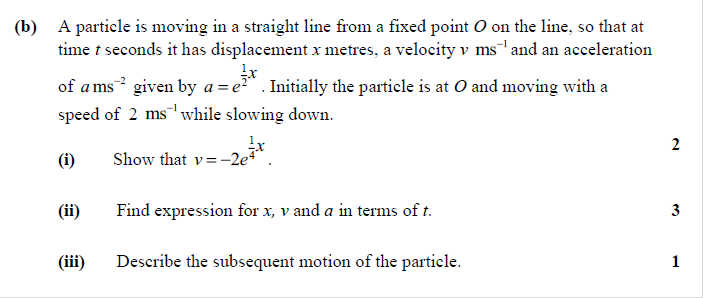 (b) A particle is moving in a straight line from a fixed point O on the line, so that at
time t seconds it has displacement x metres, a velocity v ms⁻¹ and an acceleration
of a ms⁻² given by a = e^{\frac{1}{2}x} . Initially the particle is at O and moving with a
speed of 2 ms⁻¹ while slowing down.
(i) Show that v = −2e^{\frac{1}{4}x} . 2
(ii) Find expression for x, v and a in terms of t. 3
(iii) Describe the subsequent motion of the particle. 1